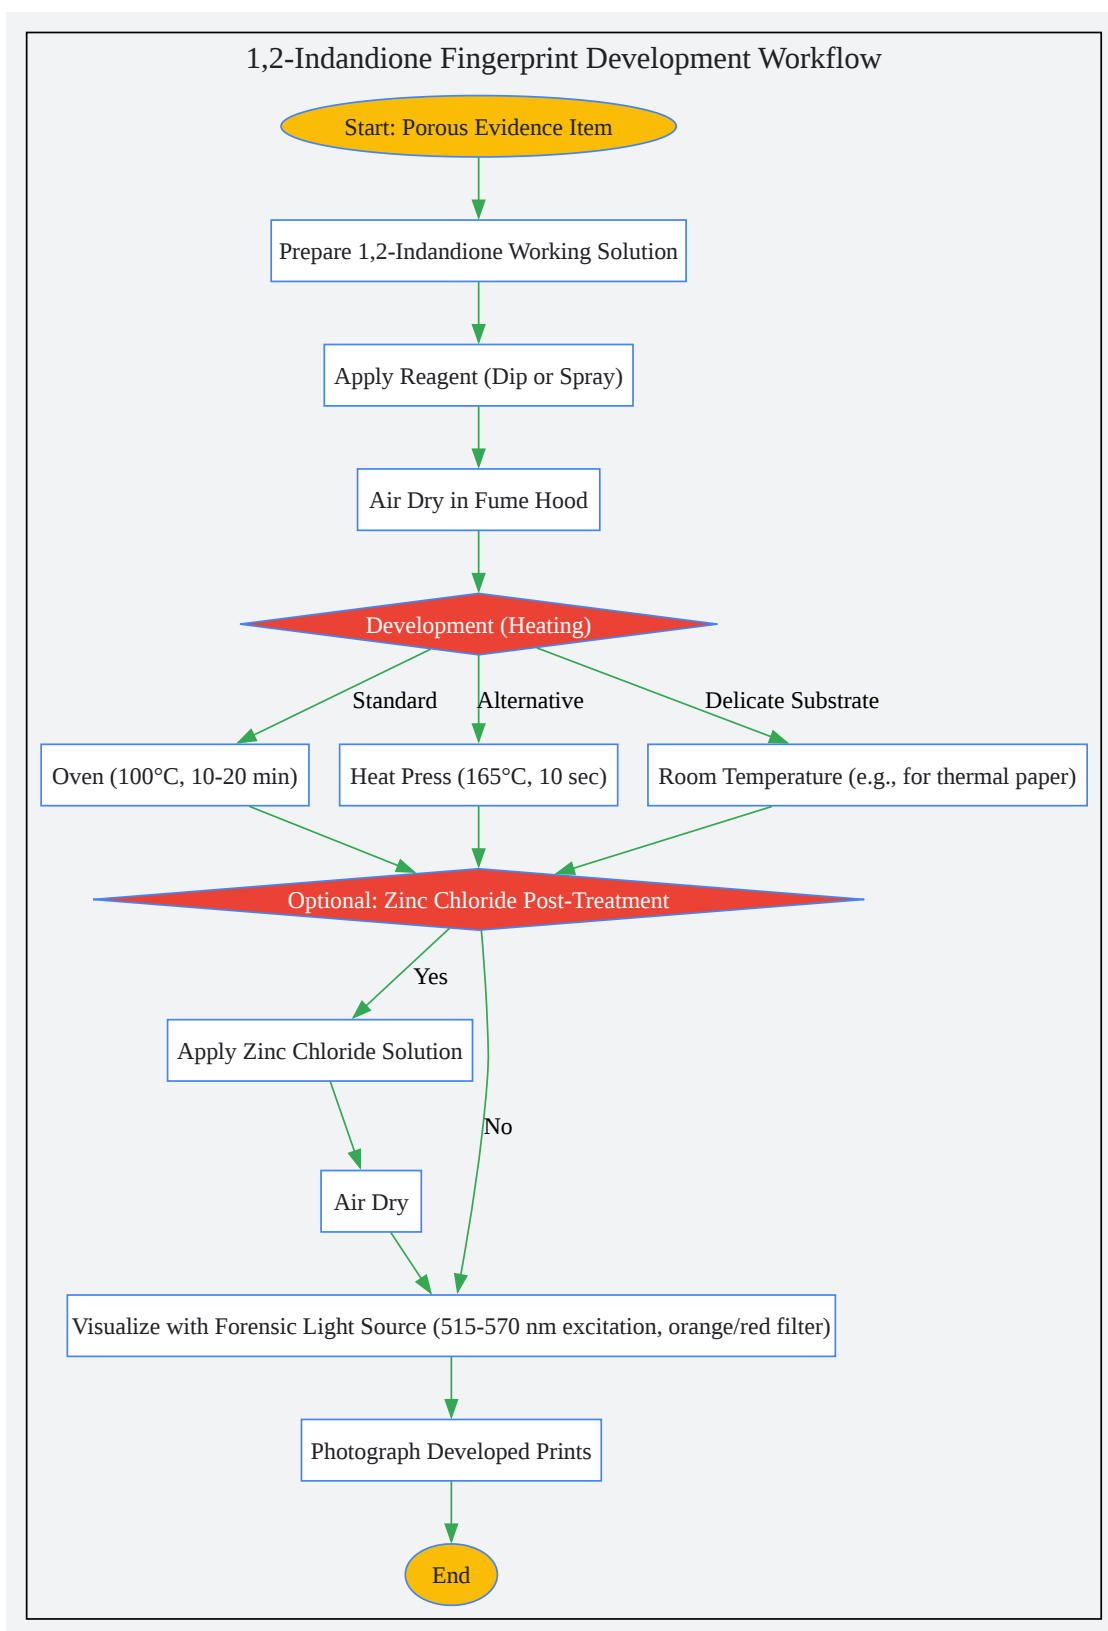 1,2-Indandione Fingerprint Development Workflow
Start: Porous Evidence Item
Prepare 1,2-Indandione Working Solution
Apply Reagent (Dip or Spray)
Air Dry in Fume Hood
Development (Heating)
Standard
Alternative
Delicate Substrate
Oven (100°C, 10-20 min)
Heat Press (165°C, 10 sec)
Room Temperature (e.g., for thermal paper)
Optional: Zinc Chloride Post-Treatment
Yes
Apply Zinc Chloride Solution
No
Air Dry
Visualize with Forensic Light Source (515-570 nm excitation, orange/red filter)
Photograph Developed Prints
End